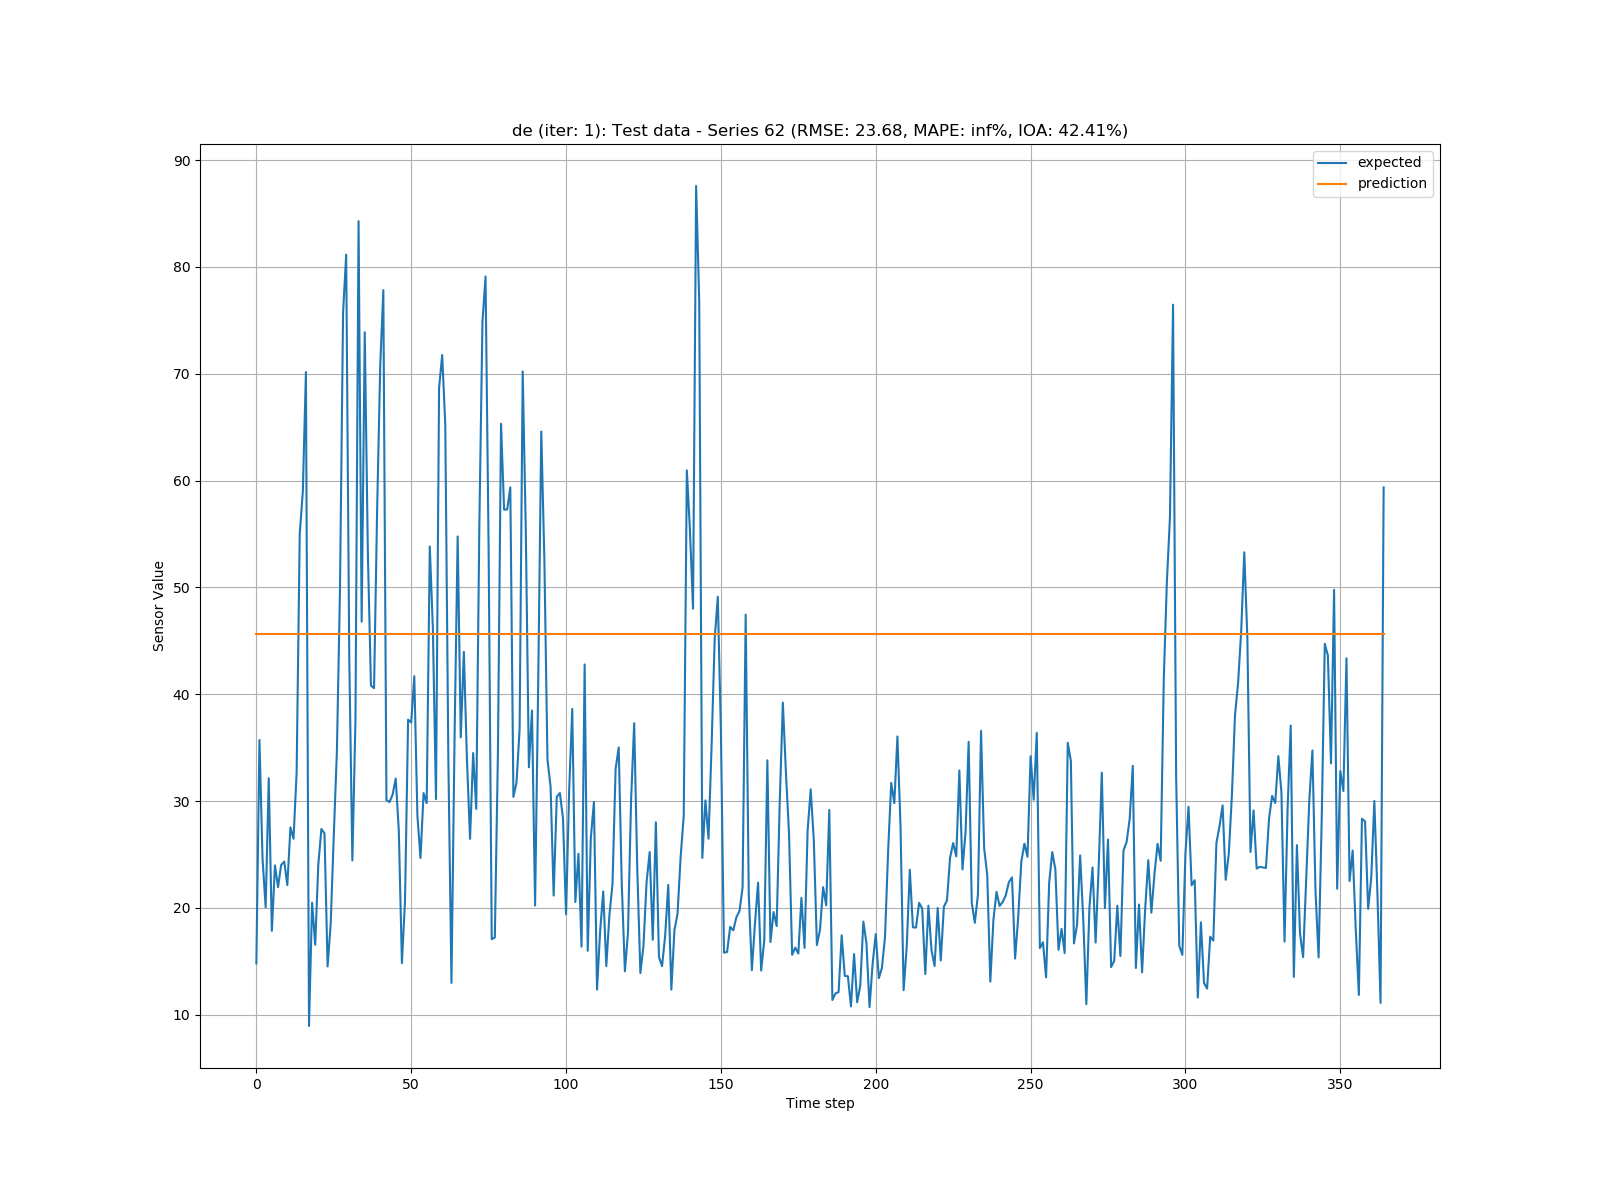 de (iter: 1): Test data - Series 62 (RMSE: 23.68, MAPE: inf%, IOA: 42.41%)
expected
prediction
90
80
70
60
50
40
30
20
10
Sensor Value
0 50 100 150 200 250 300 350
Time step